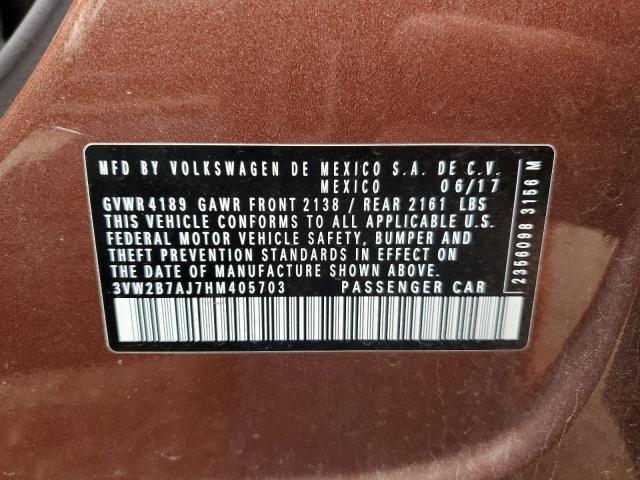 MFD BY VOLKSWAGEN DE MEXICO S.A. DE C.V.
MEXICO 06/17
GVWR 4189 GAWR FRONT 2138 / REAR 2161 LBS
THIS VEHICLE CONFORMS TO ALL APPLICABLE U.S.
FEDERAL MOTOR VEHICLE SAFETY, BUMPER AND
THEFT PREVENTION STANDARDS IN EFFECT ON THE
DATE OF MANUFACTURE SHOWN ABOVE.
3VW2B7AJ7HM405703 PASSENGER CAR
2356098 3156 M